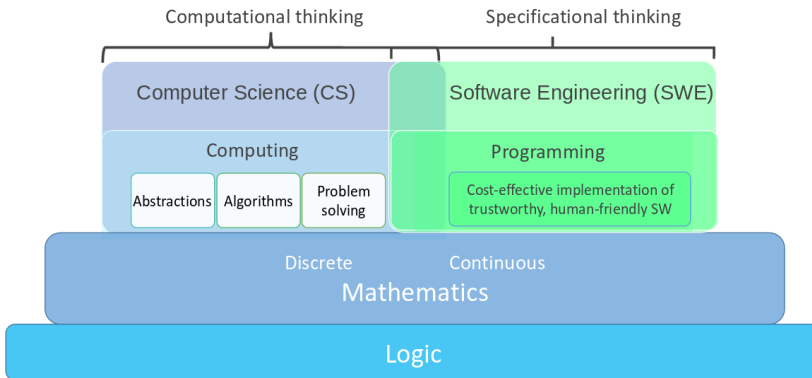 Computational thinking
Specificational thinking
Computer Science (CS)
Software Engineering (SWE)
Computing
Programming
Abstractions
Algorithms
Problem
solving
Cost-effective implementation of
trustworthy, human-friendly SW
Discrete
Continuous
Mathematics
Logic